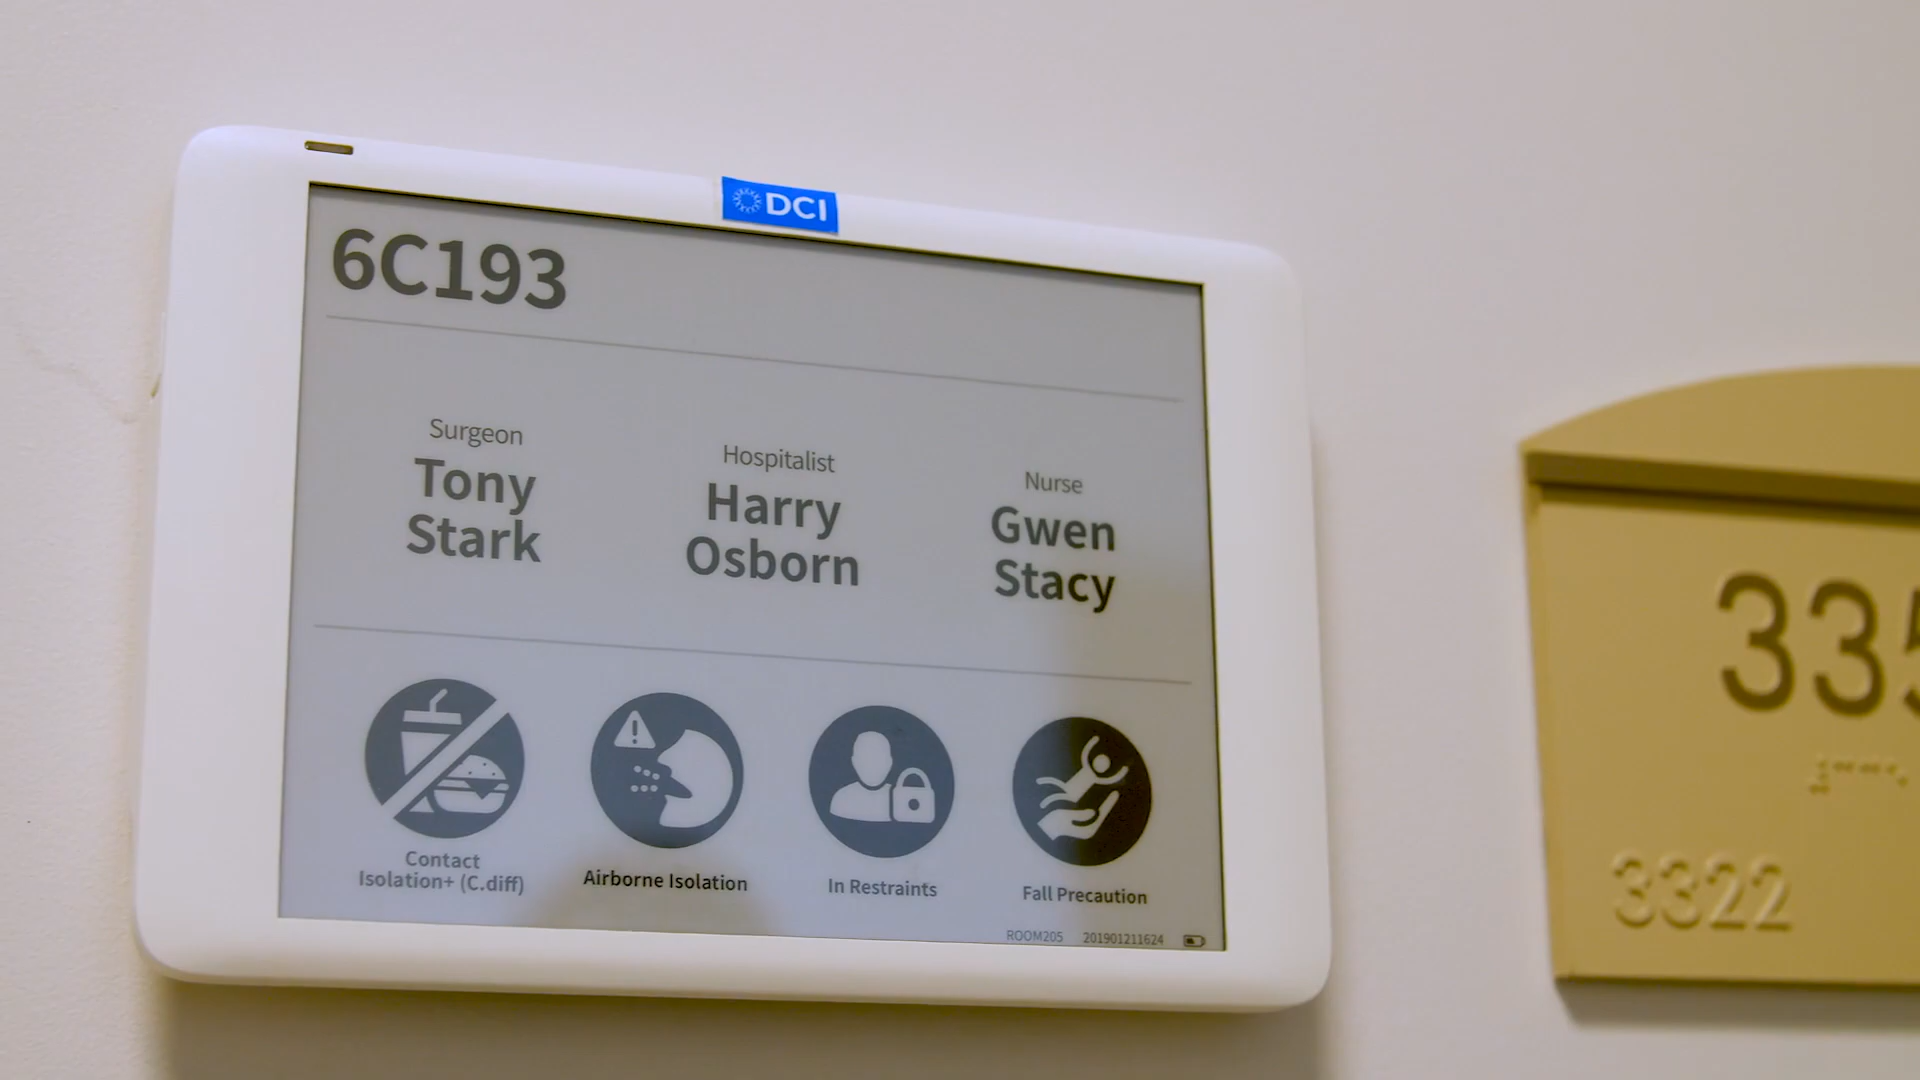 DCI
6C193
Surgeon
Tony
Stark
Hospitalist
Harry
Osborn
Nurse
Gwen
Stacy
Contact
Isolation+ (C.diff)
Airborne Isolation
In Restraints
Fall Precaution
ROOM205 201901211624
335
3322